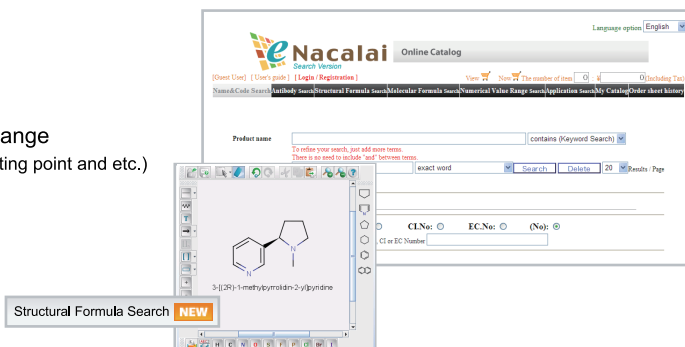 Language option English
e Nacalai Online Catalog
Search Version
[Guest User] [User's guide] [Login / Registration] View Now The number of item 0 : ¥ 0 (Including Tax)
Name&Code Search Antibody Search Structural Formula Search Molecular Formula Search Numerical Value Range Search Application Search My Catalog Order sheet history
ange
ting point and etc.)
Product name contains (Keyword Search)
To refine your search, just add more terms.
There is no need to include "and" between terms.
exact word Search Delete 20 Results / Page
CI.No: EC.No: (No):
, CI or EC Number
N
N
3-[(2R)-1-methylpyrrolidin-2-yl]pyridine
Structural Formula Search NEW
H C N O S F P Cl Br I